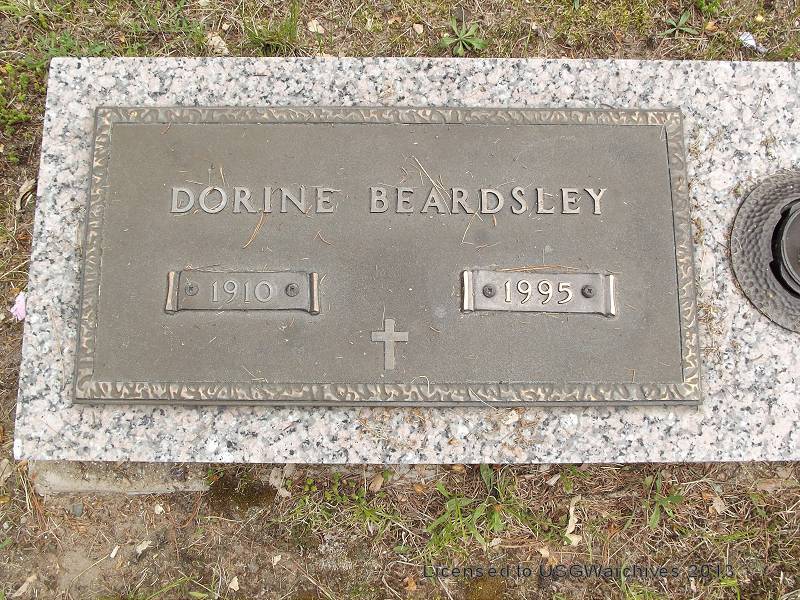 DORINE BEARDSLEY
1910 1995
Licensed to USGWarchives 2013